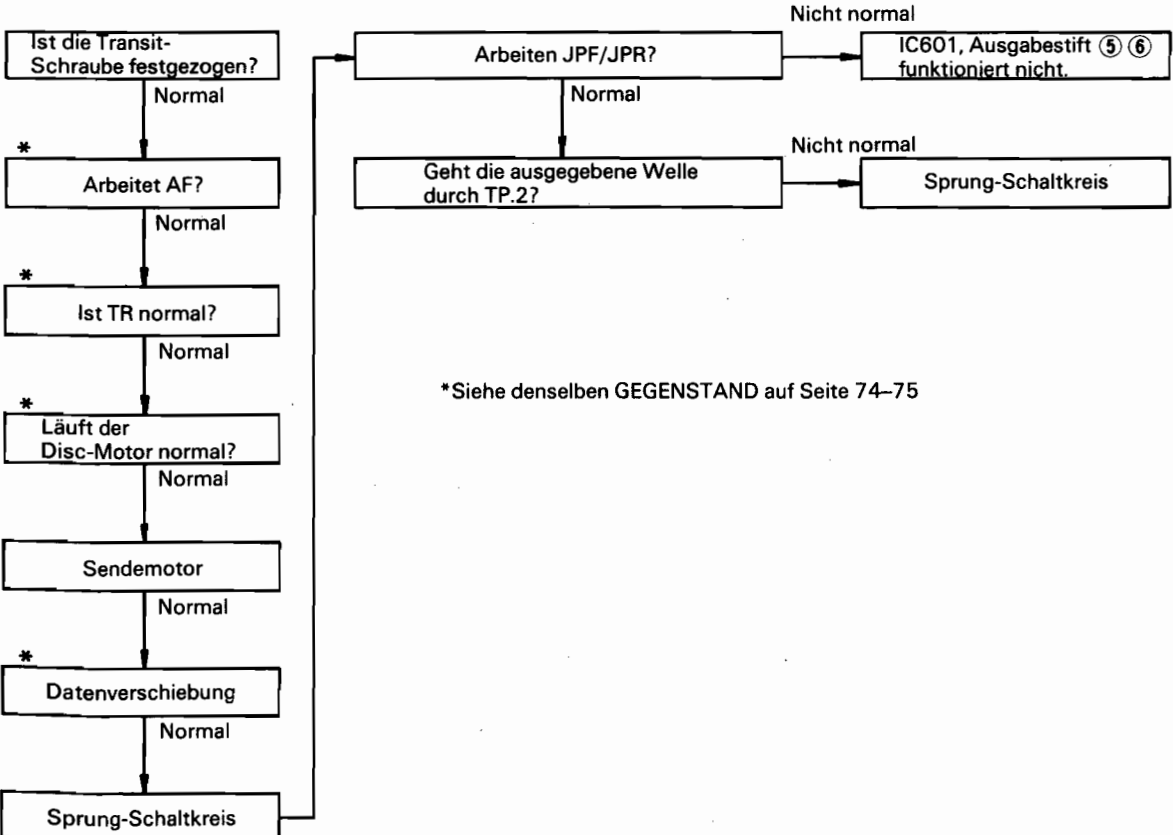 Ist die Transit-
Schraube festgezogen?
Normal
*
Arbeitet AF?
Normal
*
Ist TR normal?
Normal
*
Läuft der
Disc-Motor normal?
Normal
Sendemotor
Normal
*
Datenverschiebung
Normal
Sprung-Schaltkreis
Arbeiten JPF/JPR?
Nicht normal
IC601, Ausgabestift ⑤ ⑥
funktioniert nicht.
Normal
Geht die ausgegebene Welle
durch TP.2?
Nicht normal
Sprung-Schaltkreis
*Siehe denselben GEGENSTAND auf Seite 74–75